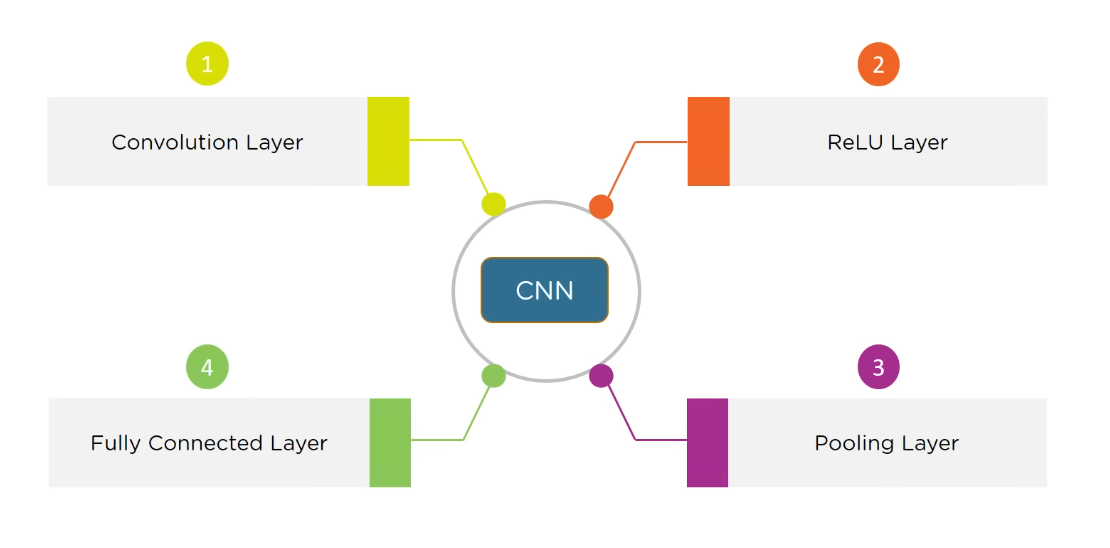 1
Convolution Layer
2
ReLU Layer
CNN
4
Fully Connected Layer
3
Pooling Layer